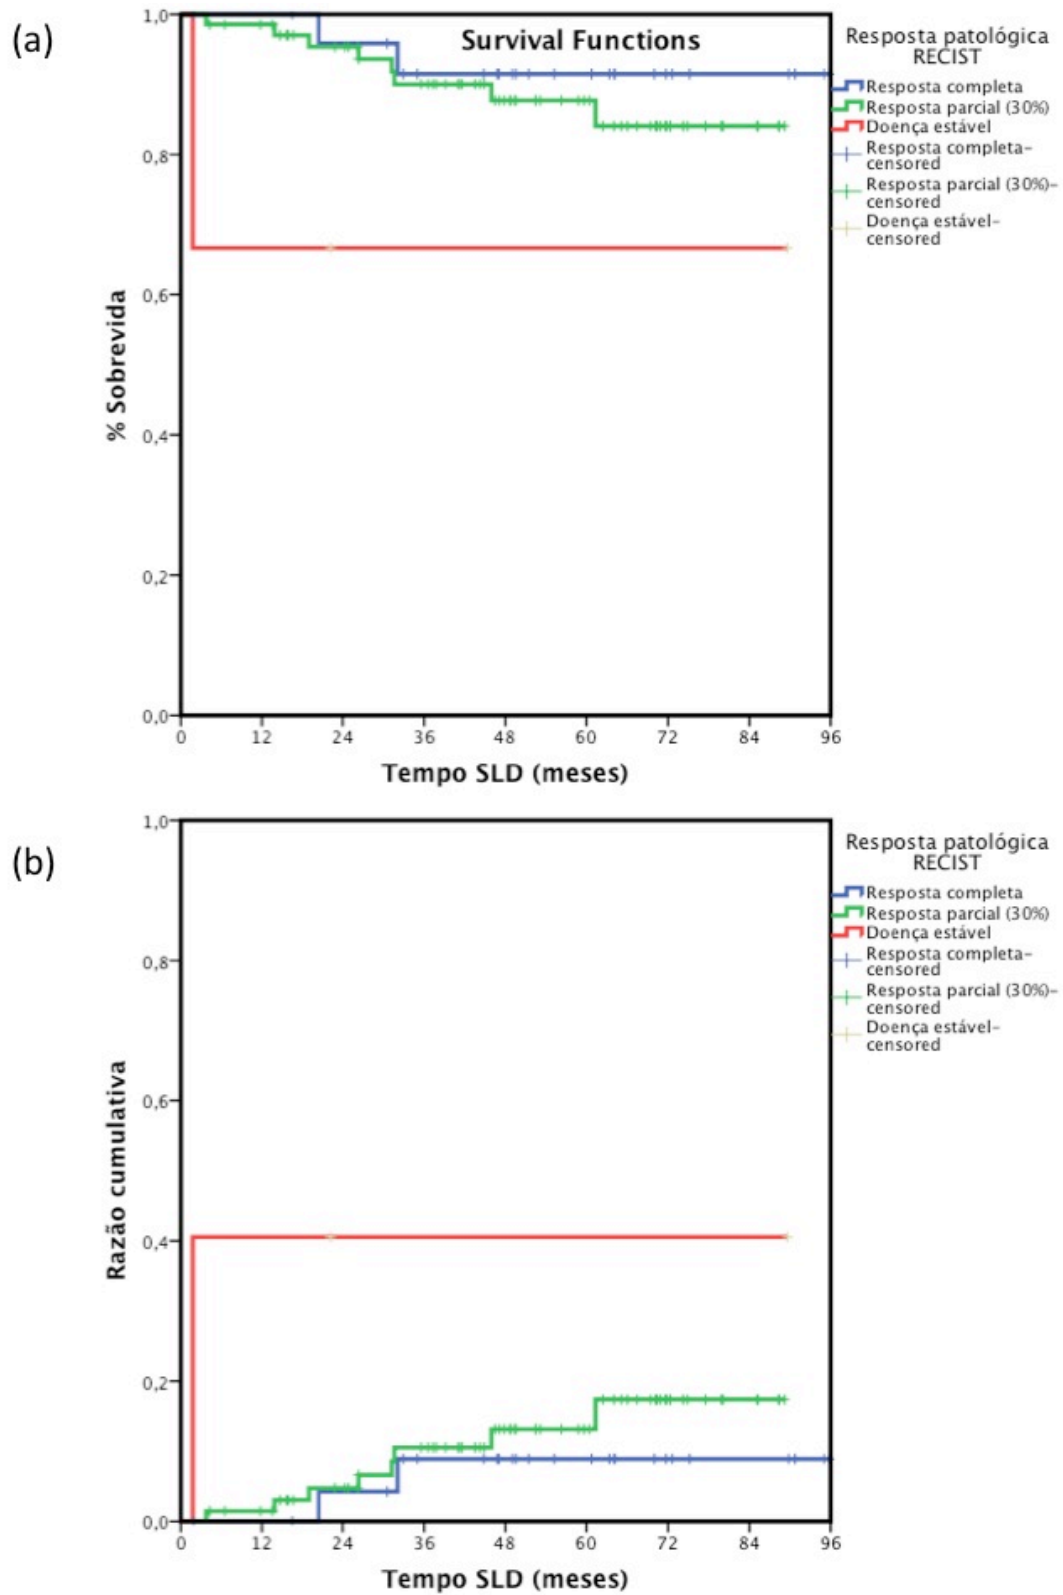 (a)
Survival Functions
1,0
0,8
0,6
0,4
0,2
0,0
% Sobrevida
0 12 24 36 48 60 72 84 96
Tempo SLD (meses)
Resposta patológica
RECIST
Resposta completa
Resposta parcial (30%)
Doença estável
Resposta completa-
censored
Resposta parcial (30%)-
censored
Doença estável-
censored
(b)
1,0
0,8
0,6
0,4
0,2
0,0
Razão cumulativa
0 12 24 36 48 60 72 84 96
Tempo SLD (meses)
Resposta patológica
RECIST
Resposta completa
Resposta parcial (30%)
Doença estável
Resposta completa-
censored
Resposta parcial (30%)-
censored
Doença estável-
censored